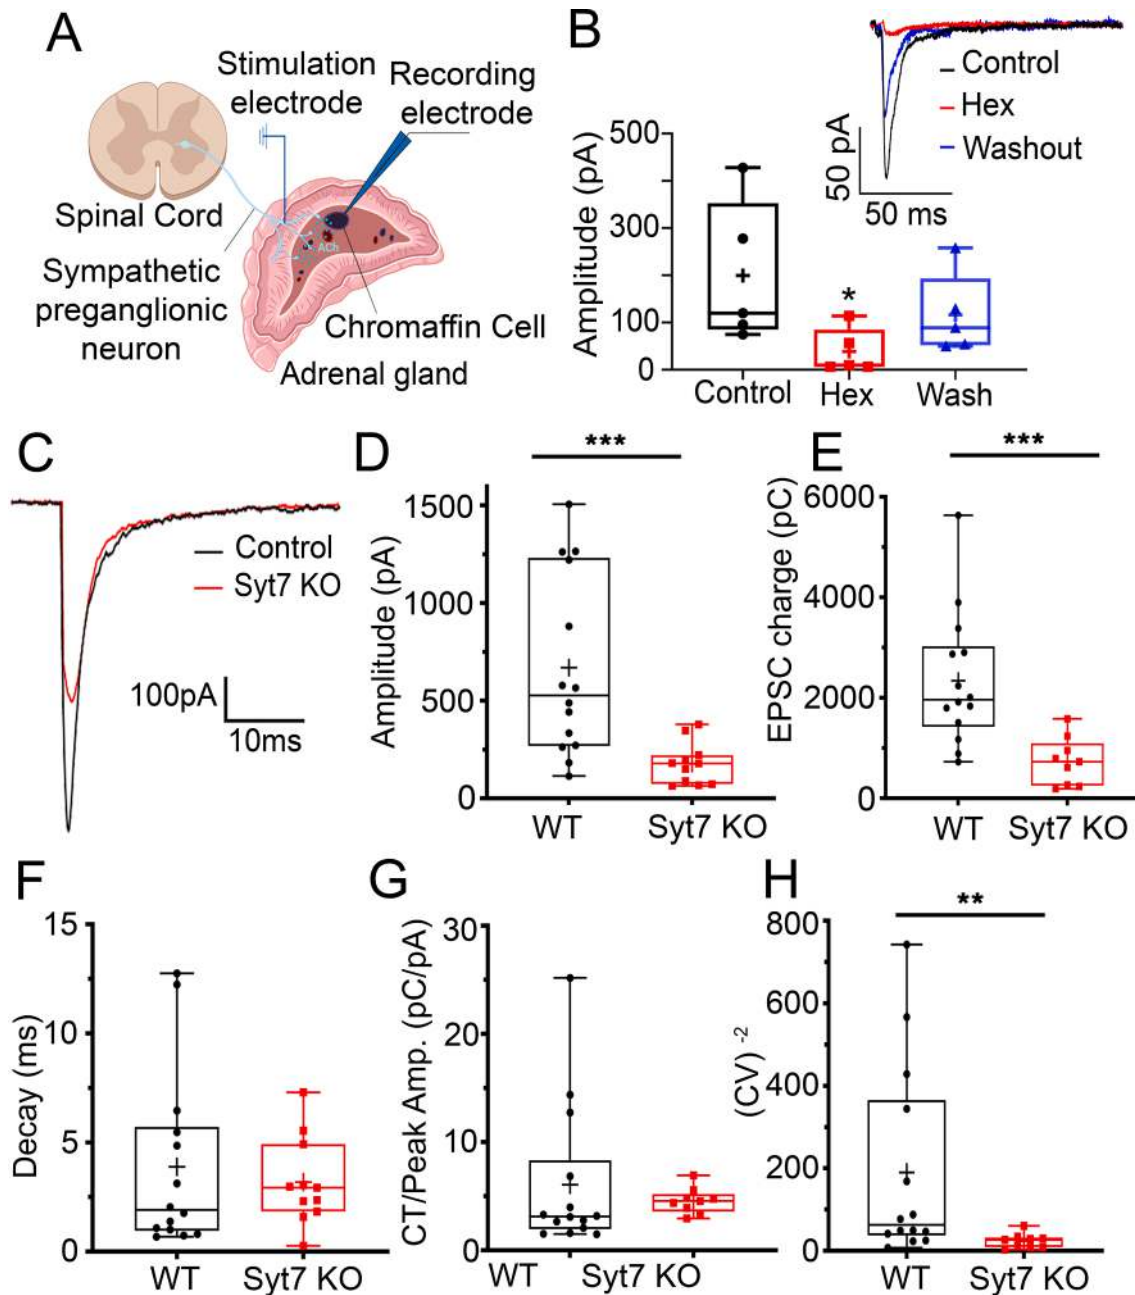 A
Stimulation
electrode
Recording
electrode
Spinal Cord
ACh
Sympathetic
preganglionic
neuron
Chromaffin Cell
Adrenal gland
B
Control
Hex
Washout
50 pA
50 ms
Amplitude (pA)
500
300
100
0
*
Control
Hex
Wash
C
Control
Syt7 KO
100pA
10ms
D
***
Amplitude (pA)
1500
1000
500
0
WT
Syt7 KO
E
***
EPSC charge (pC)
6000
4000
2000
0
WT
Syt7 KO
F
Decay (ms)
15
10
5
0
WT
Syt7 KO
G
CT/Peak Amp. (pC/pA)
30
20
10
0
WT
Syt7 KO
H
**
(CV) -2
800
600
400
200
0
WT
Syt7 KO